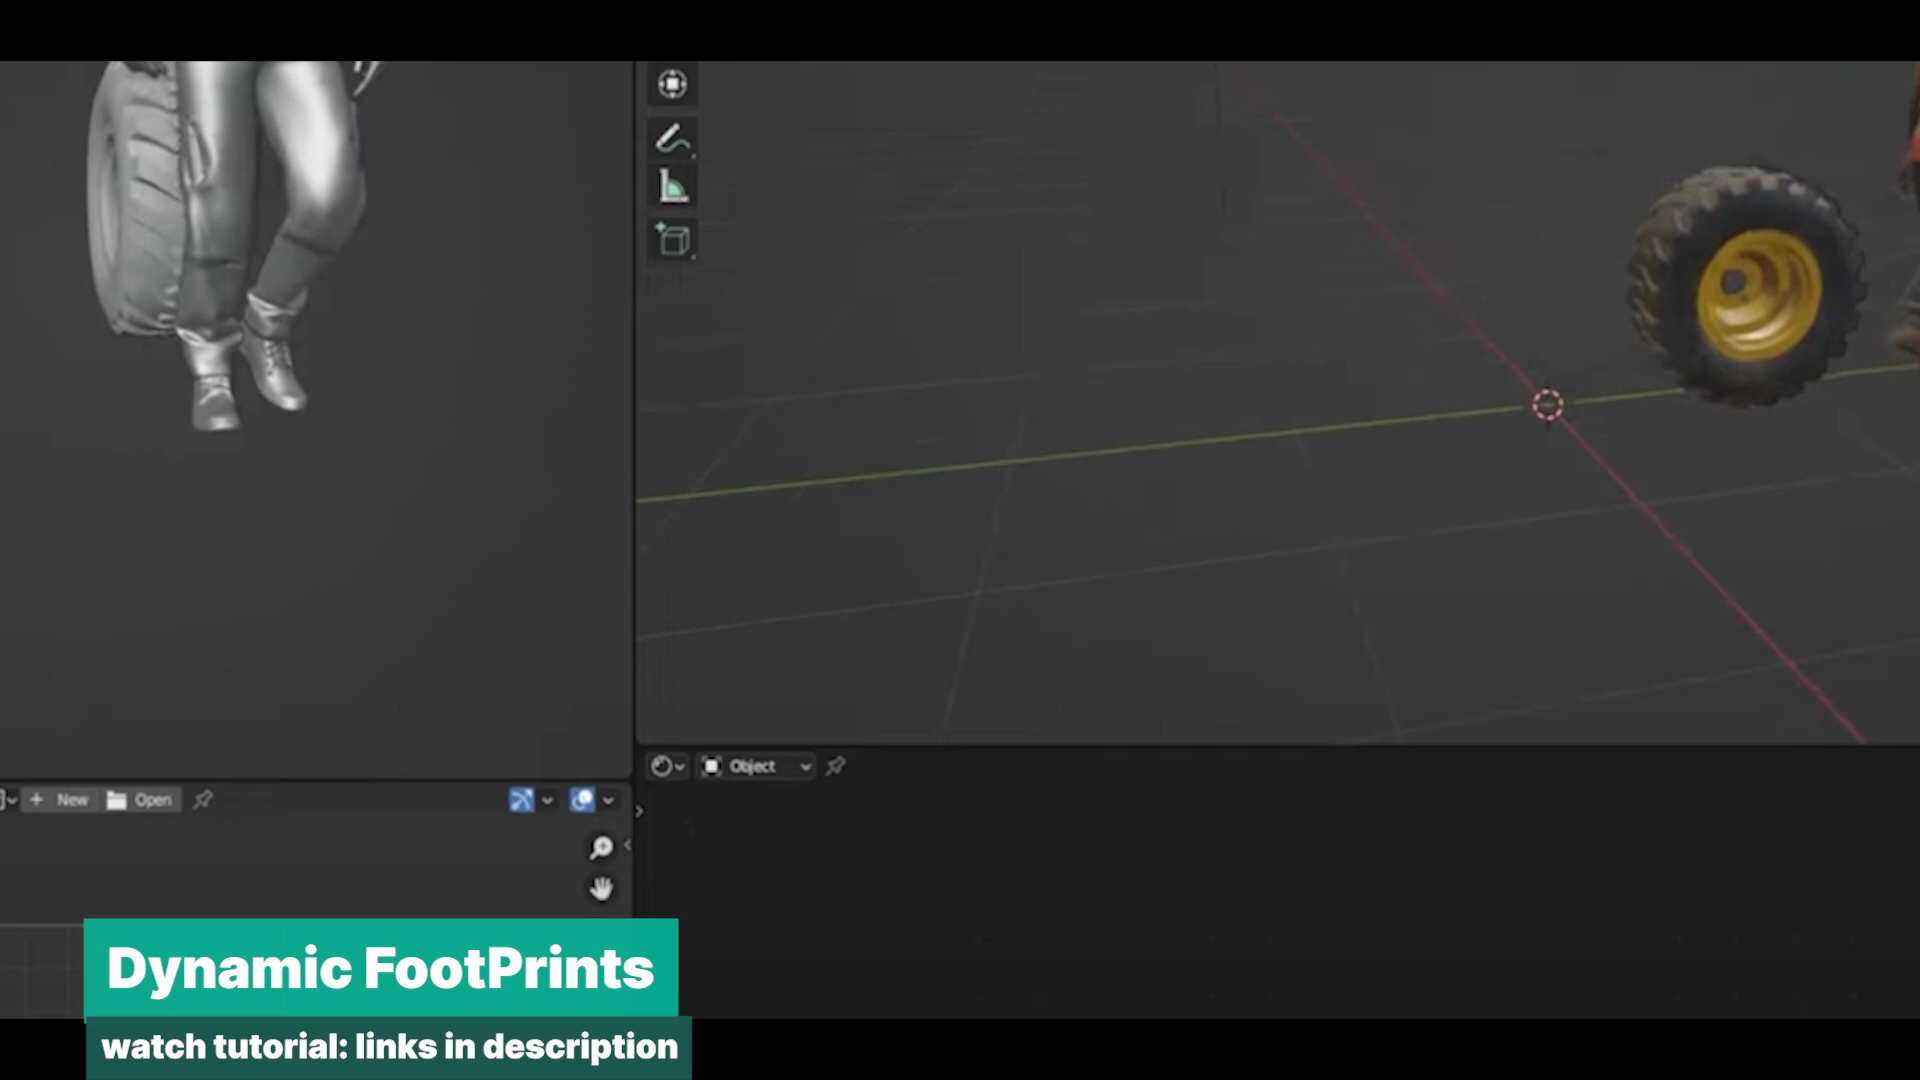 Object
New
Open
Dynamic FootPrints
watch tutorial: links in description